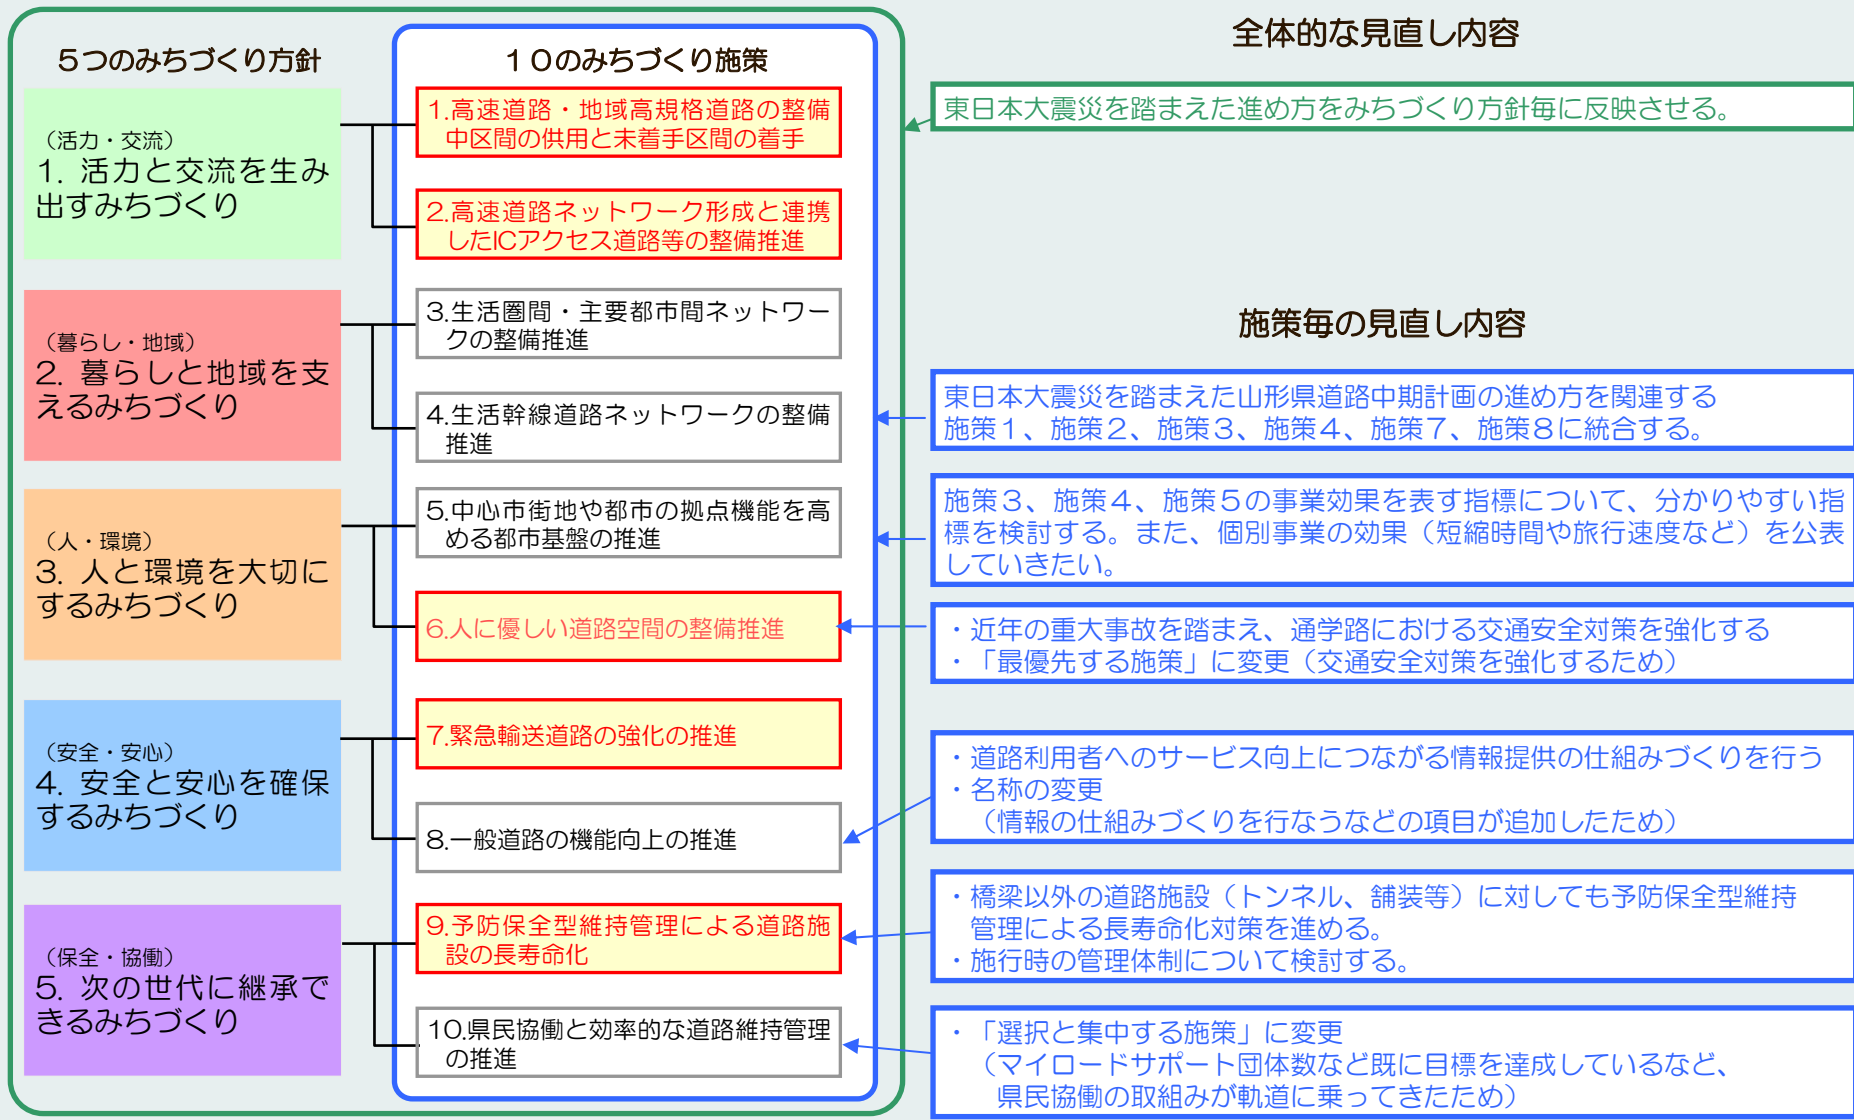 ５つのみちづくり方針
（活力・交流）
1. 活力と交流を生み
出すみちづくり
（暮らし・地域）
2. 暮らしと地域を支
えるみちづくり
（人・環境）
3. 人と環境を大切に
するみちづくり
（安全・安心）
4. 安全と安心を確保
するみちづくり
（保全・協働）
5. 次の世代に継承で
きるみちづくり
１０のみちづくり施策
1.高速道路・地域高規格道路の整備
中区間の供用と未着手区間の着手
2.高速道路ネットワーク形成と連携
したICアクセス道路等の整備推進
3.生活圏間・主要都市間ネットワー
クの整備推進
4.生活幹線道路ネットワークの整備
推進
5.中心市街地や都市の拠点機能を高
める都市基盤の推進
6.人に優しい道路空間の整備推進
7.緊急輸送道路の強化の推進
8.一般道路の機能向上の推進
9.予防保全型維持管理による道路施
設の長寿命化
10.県民協働と効率的な道路維持管理
の推進
全体的な見直し内容
東日本大震災を踏まえた進め方をみちづくり方針毎に反映させる。
施策毎の見直し内容
東日本大震災を踏まえた山形県道路中期計画の進め方を関連する
施策１、施策２、施策３、施策４、施策７、施策８に統合する。
施策３、施策４、施策５の事業効果を表す指標について、分かりやすい指
標を検討する。また、個別事業の効果（短縮時間や旅行速度など）を公表
していきたい。
・近年の重大事故を踏まえ、通学路における交通安全対策を強化する
・「最優先する施策」に変更（交通安全対策を強化するため）
・道路利用者へのサービス向上につながる情報提供の仕組みづくりを行う
・名称の変更
（情報の仕組みづくりを行なうなどの項目が追加したため）
・橋梁以外の道路施設（トンネル、舗装等）に対しても予防保全型維持
管理による長寿命化対策を進める。
・施行時の管理体制について検討する。
・「選択と集中する施策」に変更
（マイロードサポート団体数など既に目標を達成しているなど、
県民協働の取組みが軌道に乗ってきたため）